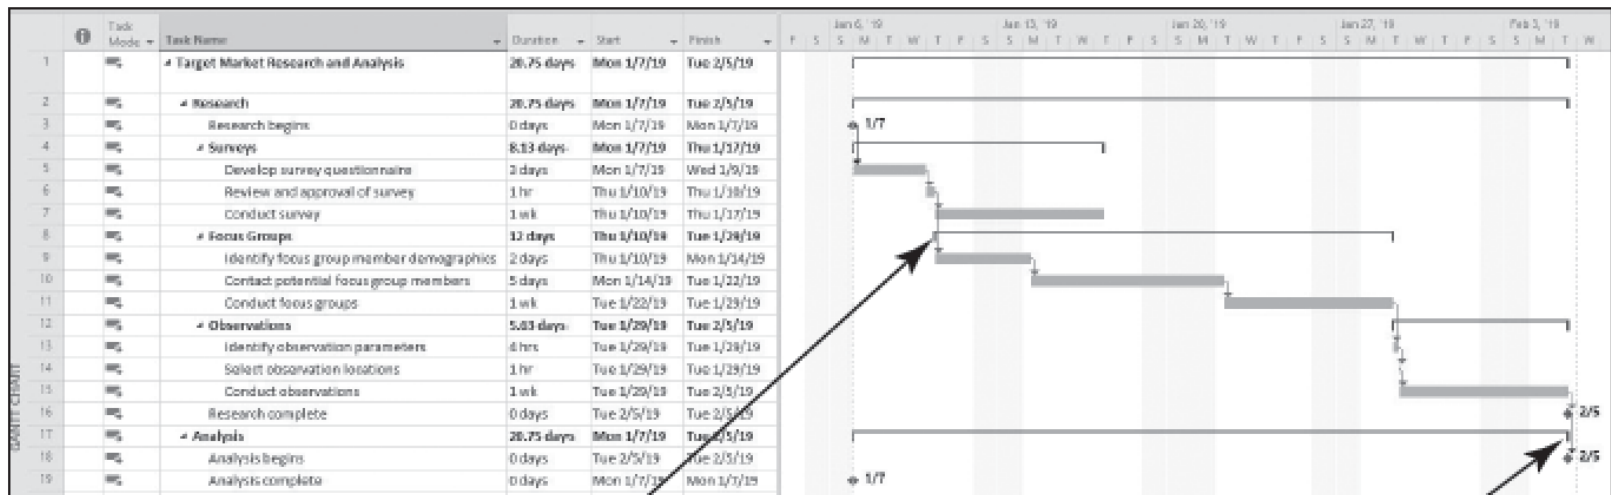 Jan 6, '19 Jan 13, '19 Jan 20, '19 Jan 27, '19 Feb 3, '19
Task Mode Task Name Duration Start Finish F S S M T W T F S S M T W T F S S M T W T F S S M T W T F S S M T W
1 Target Market Research and Analysis 20.75 days Mon 1/7/19 Tue 2/5/19
2 Research 20.75 days Mon 1/7/19 Tue 2/5/19
3 Research begins 0 days Mon 1/7/19 Mon 1/7/19 1/7
4 Surveys 8.13 days Mon 1/7/19 Thu 1/17/19
5 Develop survey questionnaire 3 days Mon 1/7/19 Wed 1/9/19
6 Review and approval of survey 1 hr Thu 1/10/19 Thu 1/10/19
7 Conduct survey 1 wk Thu 1/10/19 Thu 1/17/19
8 Focus Groups 12 days Thu 1/10/19 Tue 1/29/19
9 Identify focus group member demographics 2 days Thu 1/10/19 Mon 1/14/19
10 Contact potential focus group members 5 days Mon 1/14/19 Tue 1/22/19
11 Conduct focus groups 1 wk Tue 1/22/19 Tue 1/29/19
12 Observations 5.63 days Tue 1/29/19 Tue 2/5/19
13 Identify observation parameters 4 hrs Tue 1/29/19 Tue 1/29/19
14 Select observation locations 1 hr Tue 1/29/19 Tue 1/29/19
15 Conduct observations 1 wk Tue 1/29/19 Tue 2/5/19
16 Research complete 0 days Tue 2/5/19 Tue 2/5/19 2/5
17 Analysis 20.75 days Mon 1/7/19 Tue 2/5/19
18 Analysis begins 0 days Tue 2/5/19 Tue 2/5/19 2/5
19 Analysis complete 0 days Mon 1/7/19 Mon 1/7/19 1/7
GANTT CHART